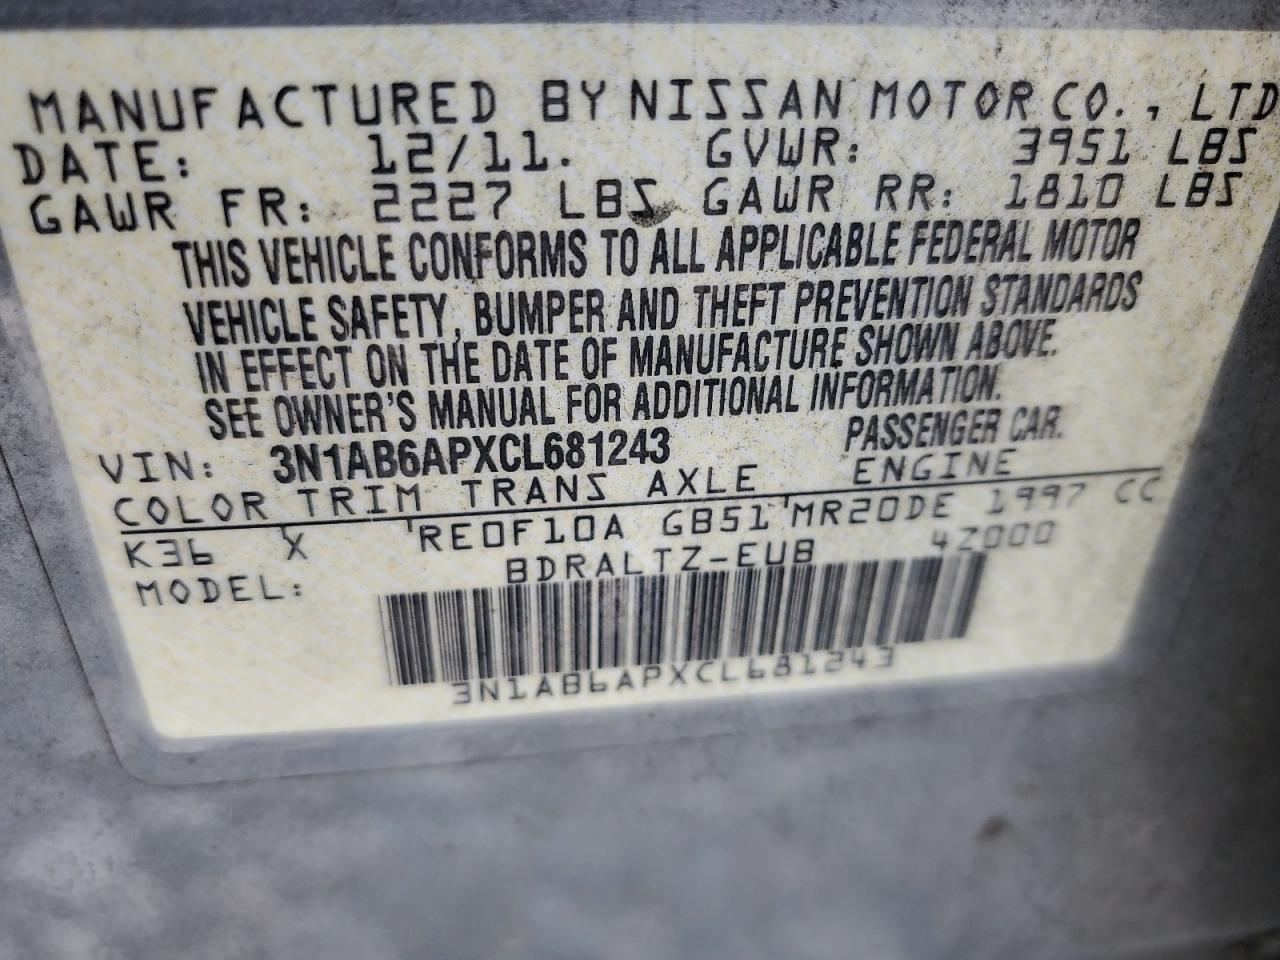 MANUFACTURED BY NISSAN MOTOR CO., LTD
DATE: 12/11. GVWR: 3951 LBS
GAWR FR: 2227 LBS GAWR RR: 1810 LBS
THIS VEHICLE CONFORMS TO ALL APPLICABLE FEDERAL MOTOR
VEHICLE SAFETY, BUMPER AND THEFT PREVENTION STANDARDS
IN EFFECT ON THE DATE OF MANUFACTURE SHOWN ABOVE.
SEE OWNER'S MANUAL FOR ADDITIONAL INFORMATION.
VIN: 3N1AB6APXCL681243 PASSENGER CAR.
COLOR TRIM TRANS AXLE ENGINE
K36 X RE0F10A GB51 MR20DE 1997 CC
MODEL: BDRALTZ-EUB 4Z000
3N1AB6APXCL681243